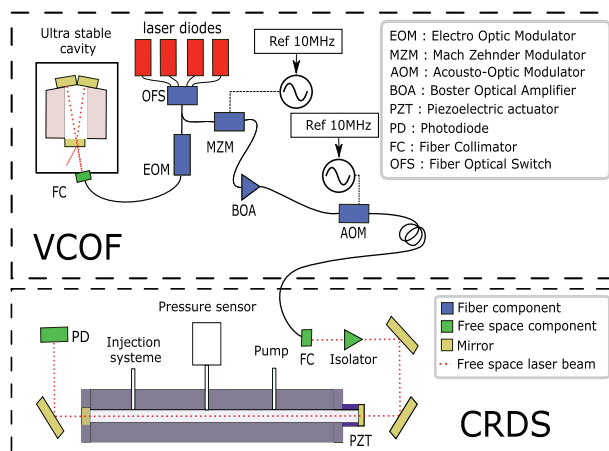 laser diodes
Ultra stable
cavity
OFS
Ref 10MHz
MZM
Ref 10MHz
EOM
FC
BOA
AOM
VCOF
EOM : Electro Optic Modulator
MZM : Mach Zehnder Modulator
AOM : Acousto-Optic Modulator
BOA : Boster Optical Amplifier
PZT : Piezoelectric actuator
PD : Photodiode
FC : Fiber Collimator
OFS : Fiber Optical Switch
Pressure sensor
PD
Injection
systeme
Pump
FC
Isolator
PZT
Fiber component
Free space component
Mirror
Free space laser beam
CRDS